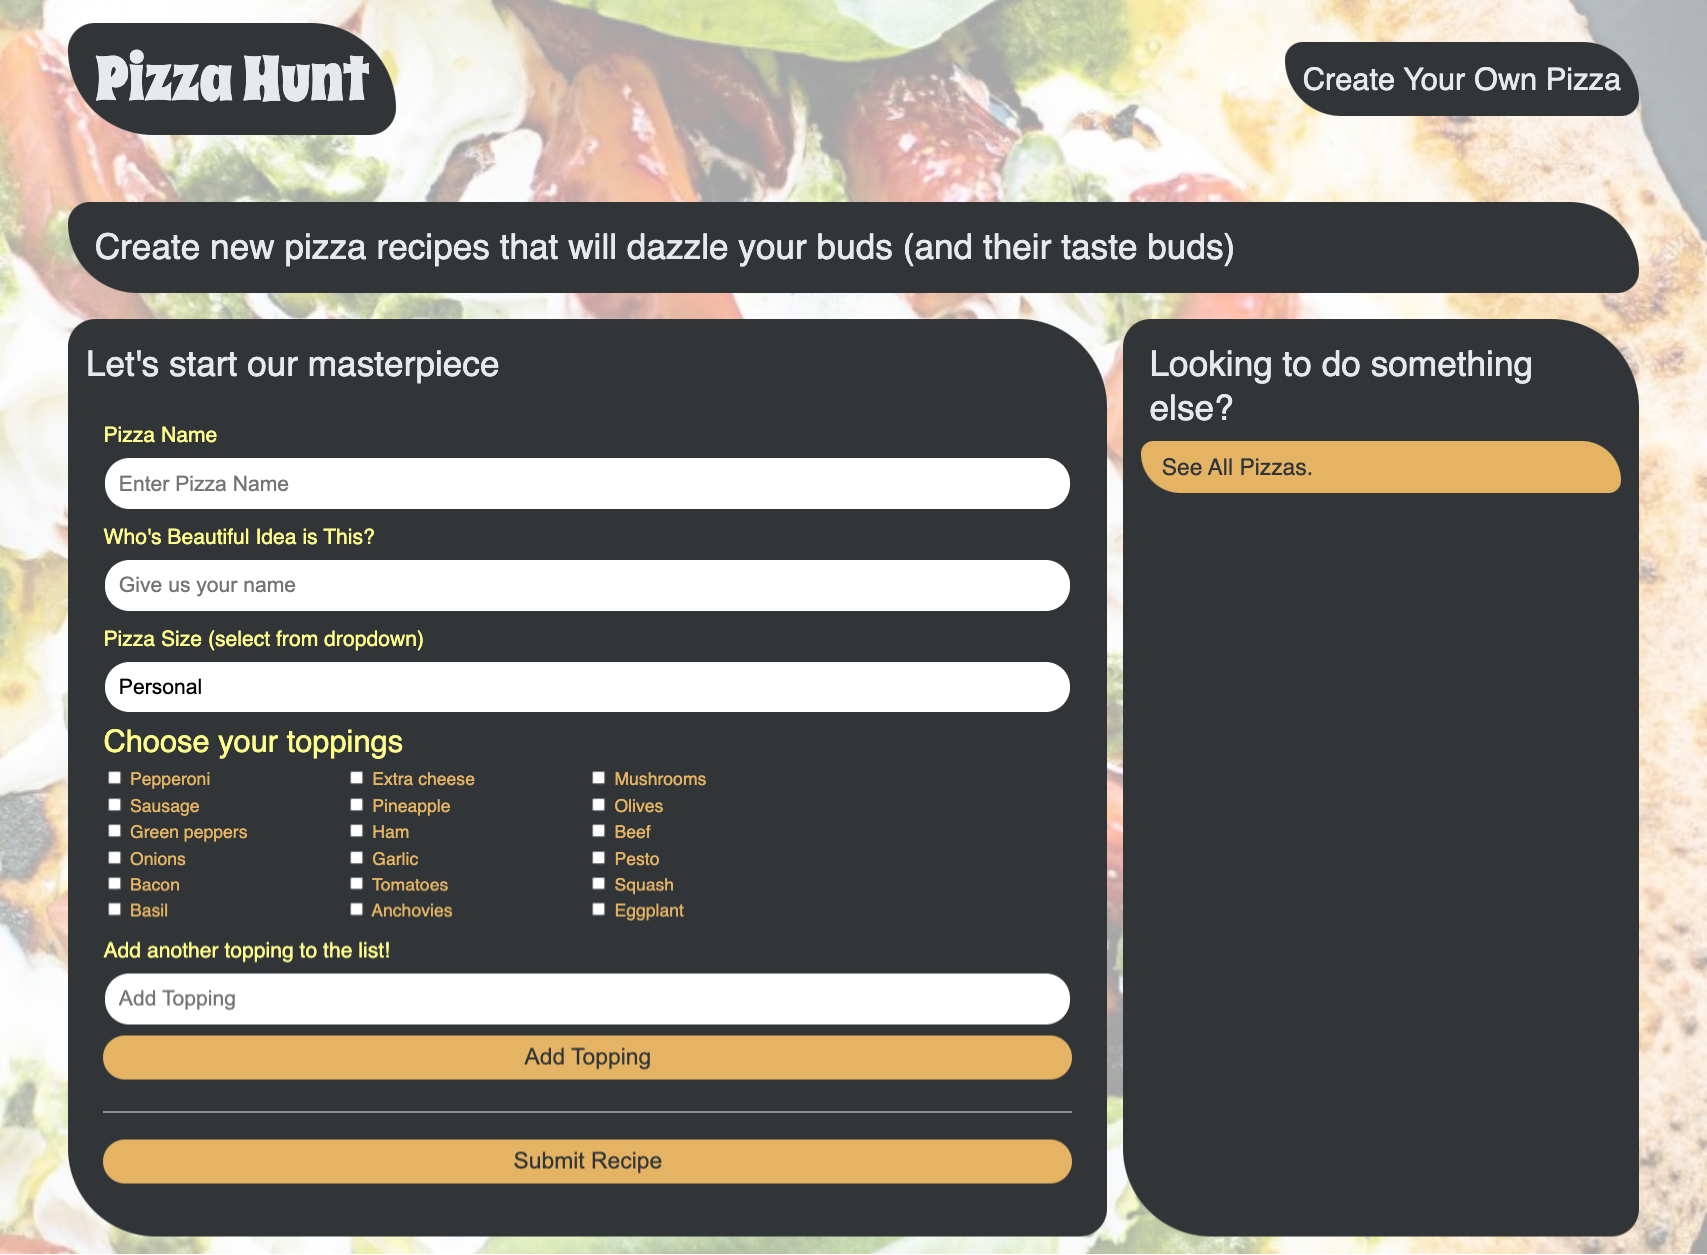 Pizza Hunt
Create Your Own Pizza
Create new pizza recipes that will dazzle your buds (and their taste buds)
Let's start our masterpiece
Pizza Name
Enter Pizza Name
Who's Beautiful Idea is This?
Give us your name
Pizza Size (select from dropdown)
Personal
Choose your toppings
Pepperoni Extra cheese Mushrooms
Sausage Pineapple Olives
Green peppers Ham Beef
Onions Garlic Pesto
Bacon Tomatoes Squash
Basil Anchovies Eggplant
Add another topping to the list!
Add Topping
Add Topping
Submit Recipe
Looking to do something
else?
See All Pizzas.